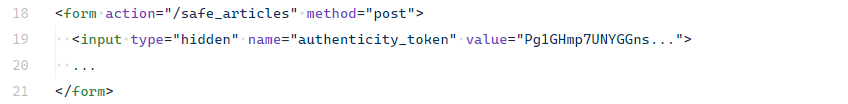 18 <form action="/safe_articles" method="post">
19   <input type="hidden" name="authenticity_token" value="Pg1GHmp7UNYGGns...">
20   ...
21 </form>